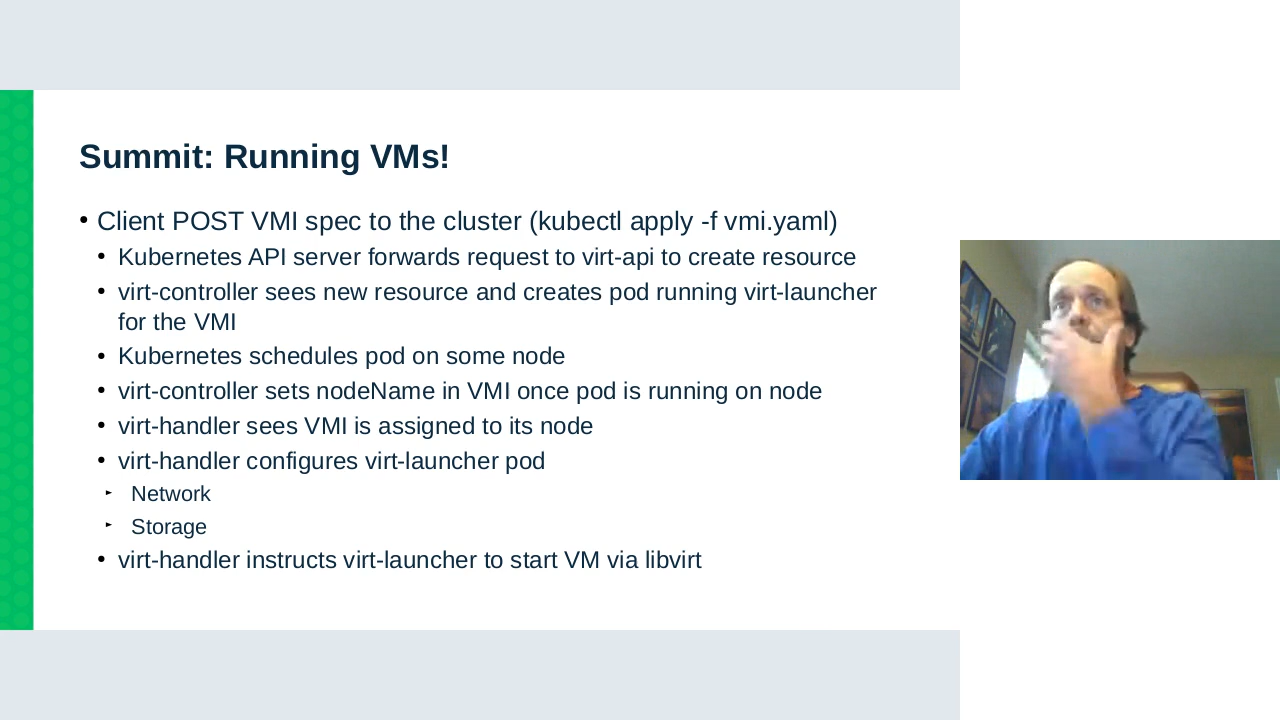 Summit: Running VMs!
• Client POST VMI spec to the cluster (kubectl apply -f vmi.yaml)
• Kubernetes API server forwards request to virt-api to create resource
• virt-controller sees new resource and creates pod running virt-launcher
for the VMI
• Kubernetes schedules pod on some node
• virt-controller sets nodeName in VMI once pod is running on node
• virt-handler sees VMI is assigned to its node
• virt-handler configures virt-launcher pod
► Network
► Storage
• virt-handler instructs virt-launcher to start VM via libvirt